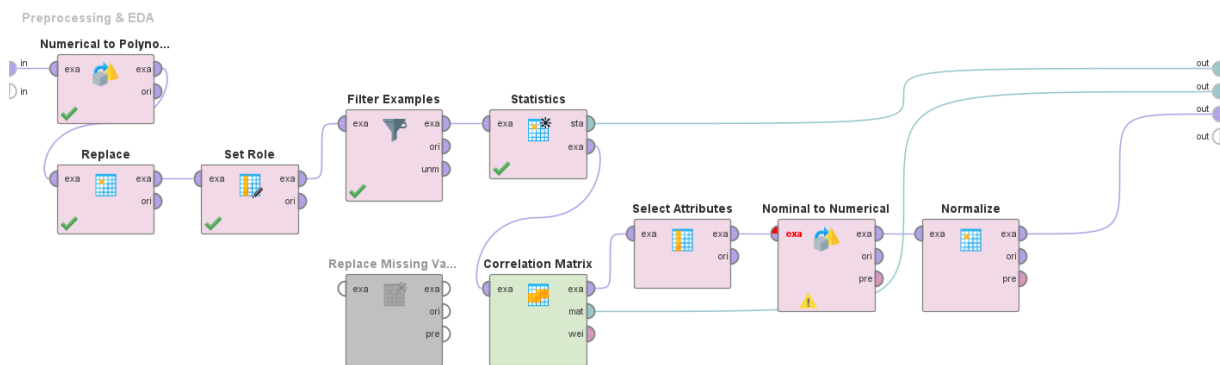 Preprocessing & EDA
Numerical to Polyno...
in
in
exa
exa
ori
Replace
exa
exa
ori
Set Role
exa
exa
ori
Filter Examples
exa
exa
ori
unm
Statistics
exa
sta
exa
Replace Missing Va...
exa
exa
ori
pre
Correlation Matrix
exa
exa
mat
wei
Select Attributes
exa
exa
ori
Nominal to Numerical
exa
exa
ori
pre
Normalize
exa
exa
ori
pre
out
out
out
out